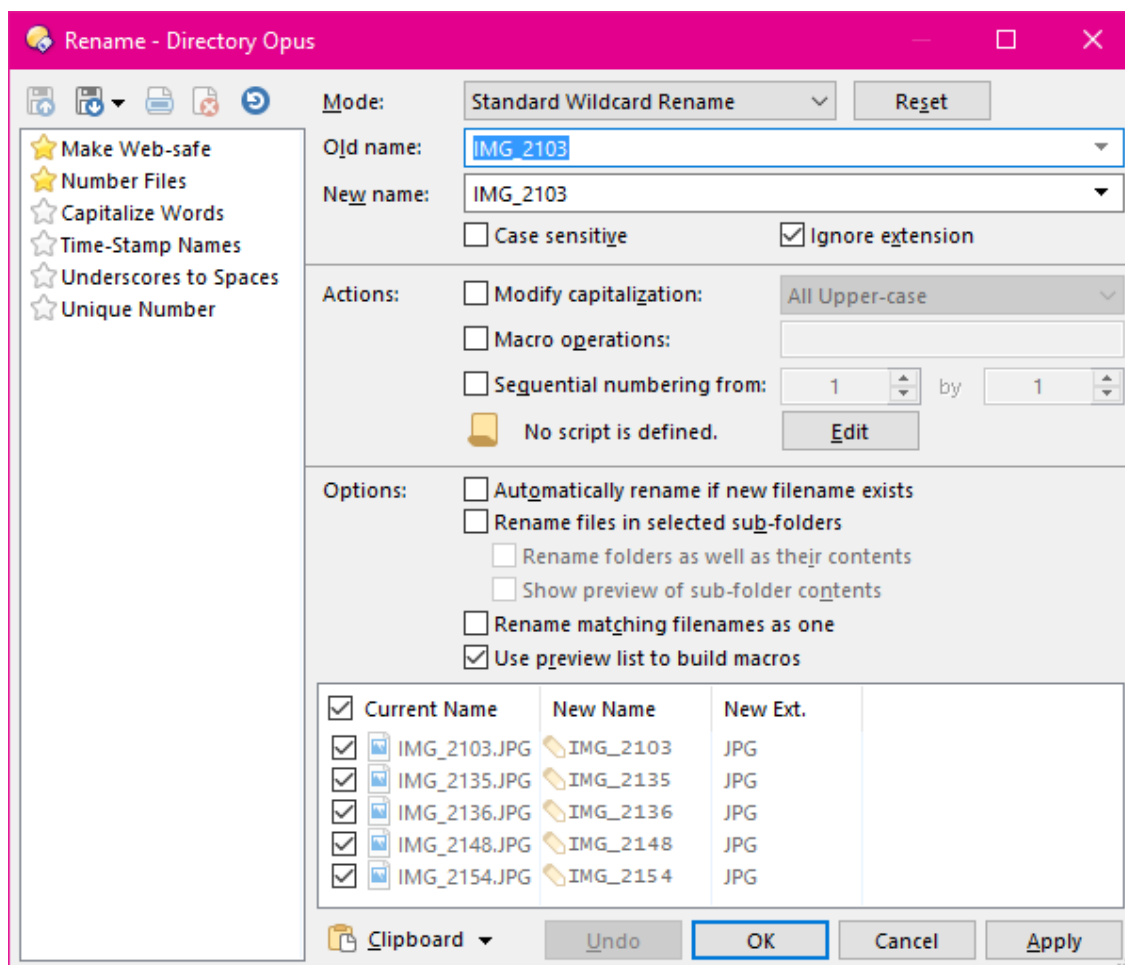 Rename - Directory Opus
Mode: Standard Wildcard Rename Reset
Old name: IMG_2103
New name: IMG_2103
Case sensitive Ignore extension
Make Web-safe
Number Files
Capitalize Words
Time-Stamp Names
Underscores to Spaces
Unique Number
Actions: Modify capitalization: All Upper-case
Macro operations:
Sequential numbering from: 1 by 1
No script is defined. Edit
Options: Automatically rename if new filename exists
Rename files in selected sub-folders
Rename folders as well as their contents
Show preview of sub-folder contents
Rename matching filenames as one
Use preview list to build macros
Current Name New Name New Ext.
IMG_2103.JPG IMG_2103 JPG
IMG_2135.JPG IMG_2135 JPG
IMG_2136.JPG IMG_2136 JPG
IMG_2148.JPG IMG_2148 JPG
IMG_2154.JPG IMG_2154 JPG
Clipboard Undo OK Cancel Apply